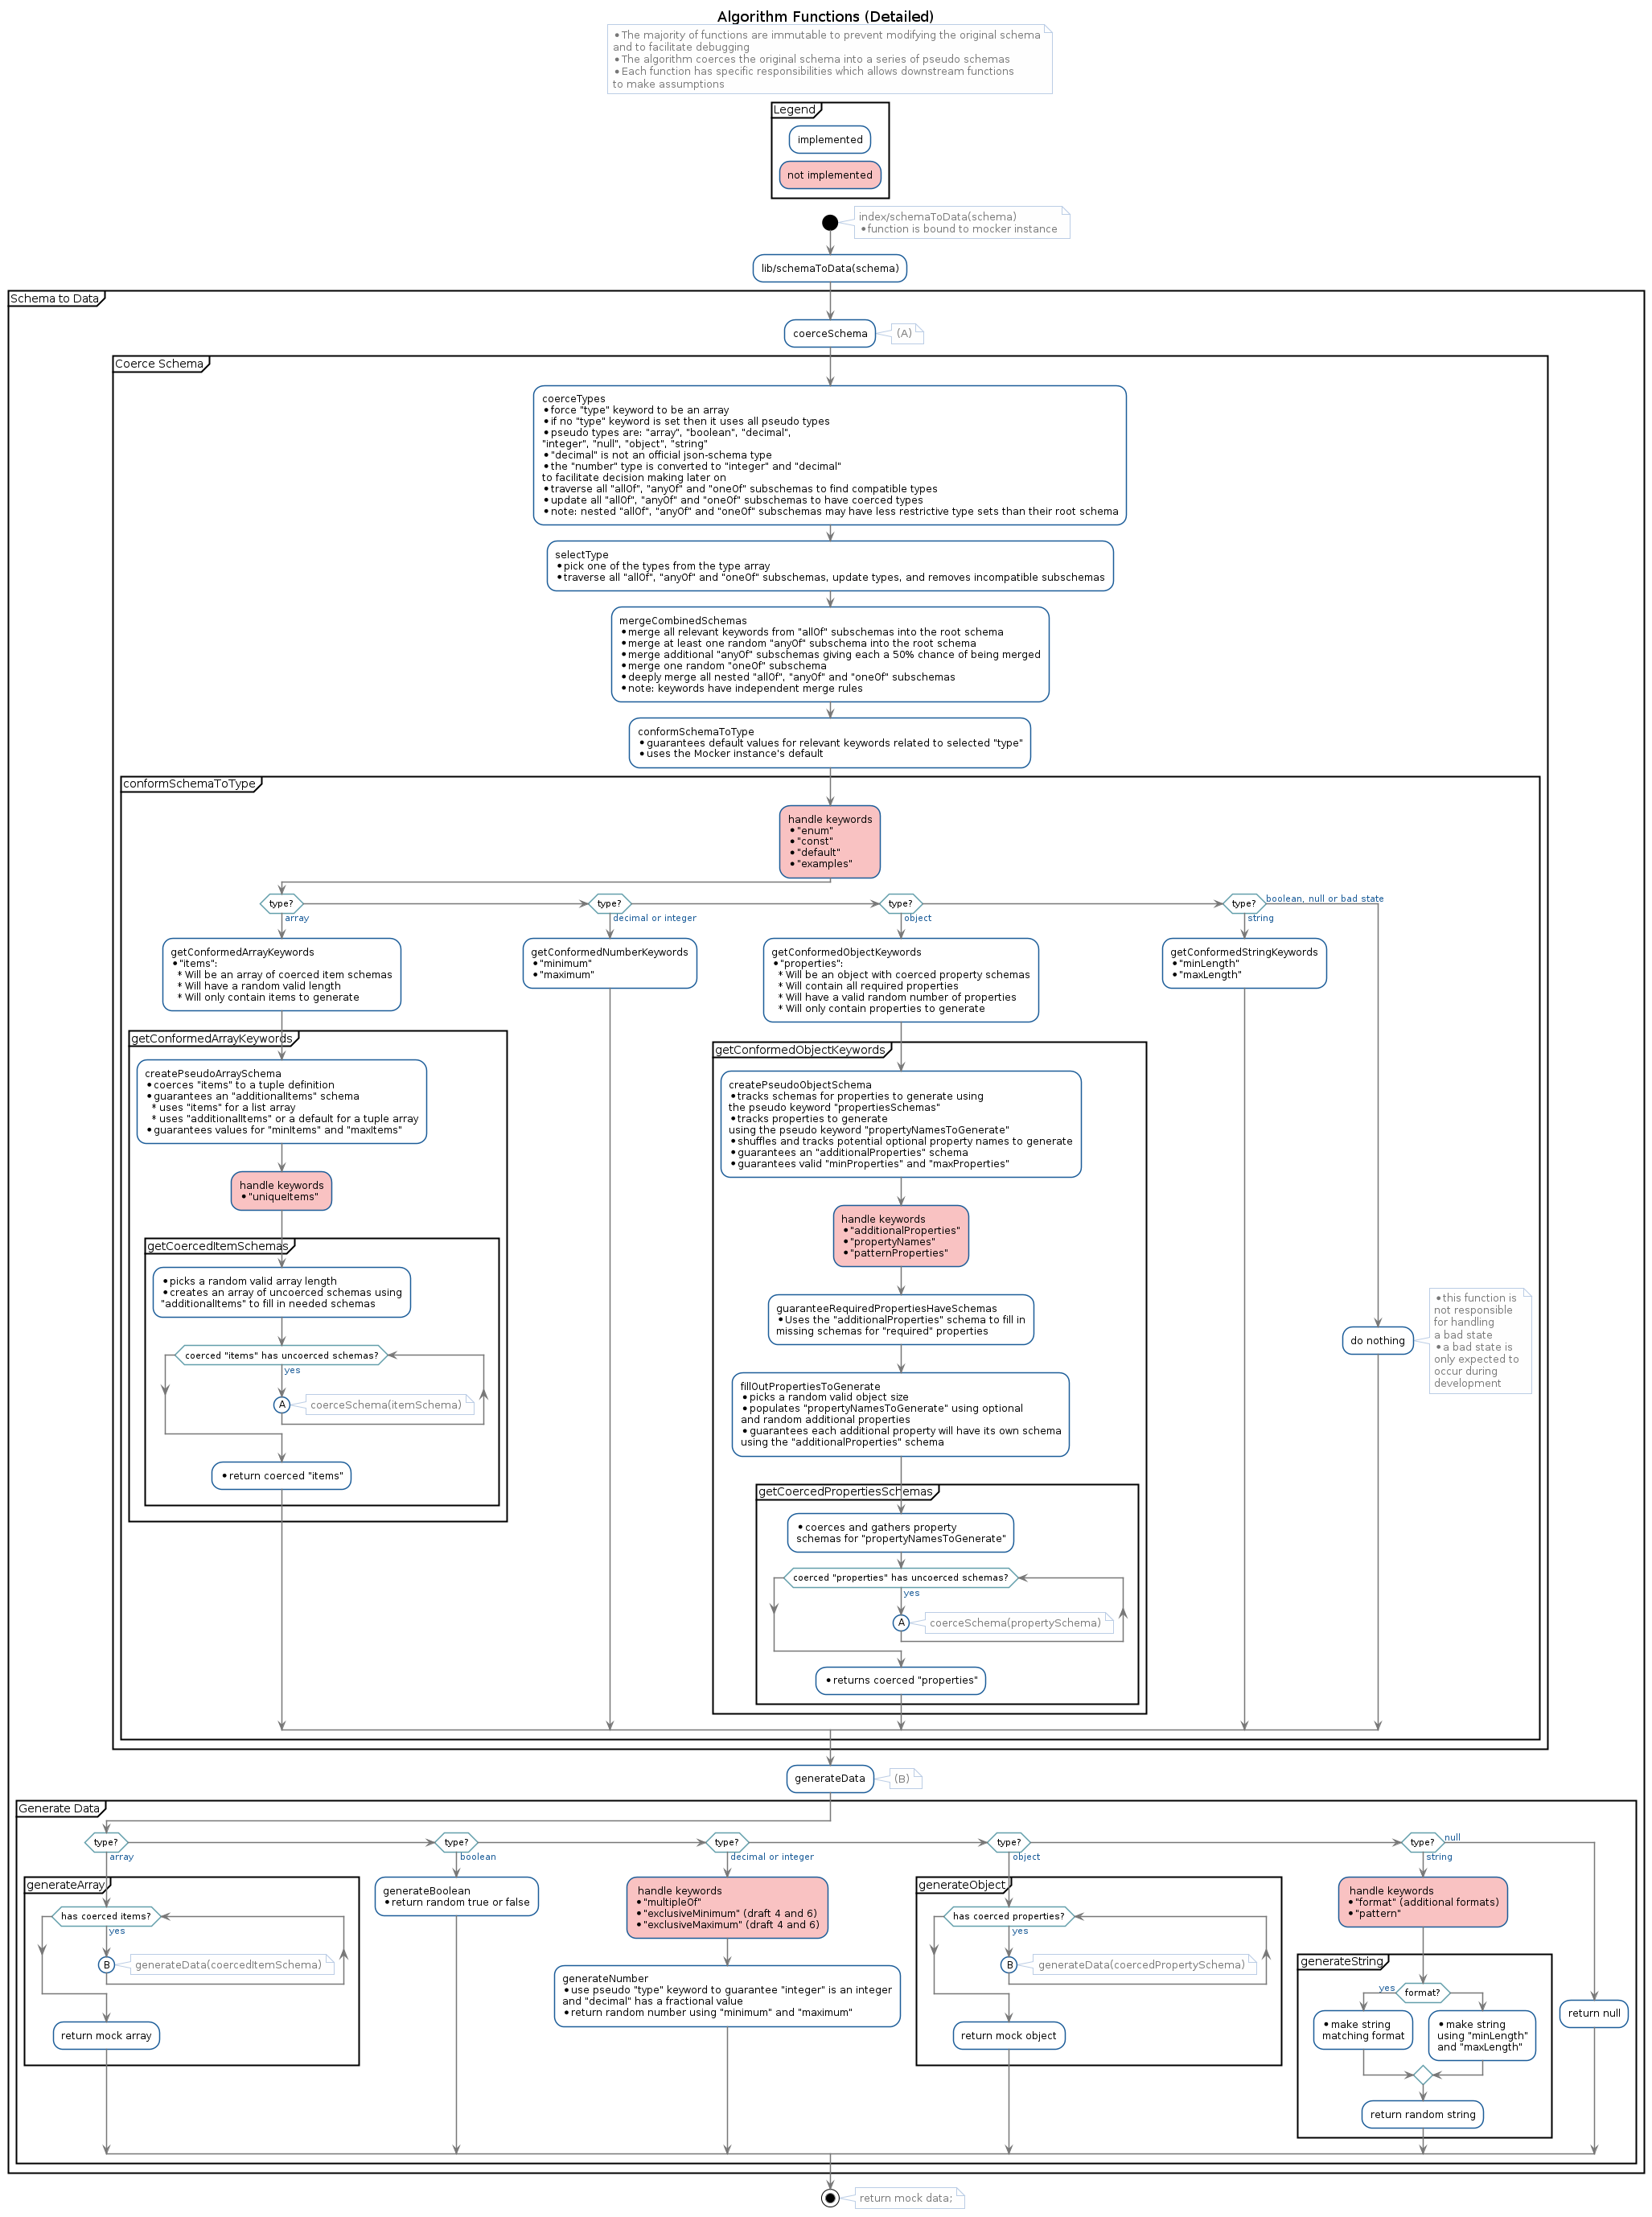 Algorithm Functions (Detailed)
•The majority of functions are immutable to prevent modifying the original schema
and to facilitate debugging
•The algorithm coerces the original schema into a series of pseudo schemas
•Each function has specific responsibilities which allows downstream functions
to make assumptions
Legend
implemented
not implemented
index/schemaToData(schema)
•function is bound to mocker instance
lib/schemaToData(schema)
Schema to Data
coerceSchema
(A)
Coerce Schema
coerceTypes
•force "type" keyword to be an array
•if no "type" keyword is set then it uses all pseudo types
•pseudo types are: "array", "boolean", "decimal",
"integer", "null", "object", "string"
•"decimal" is not an official json-schema type
•the "number" type is converted to "integer" and "decimal"
to facilitate decision making later on
•traverse all "allOf", "anyOf" and "oneOf" subschemas to find compatible types
•update all "allOf", "anyOf" and "oneOf" subschemas to have coerced types
•note: nested "allOf", "anyOf" and "oneOf" subschemas may have less restrictive type sets than their root schema
selectType
•pick one of the types from the type array
•traverse all "allOf", "anyOf" and "oneOf" subschemas, update types, and removes incompatible subschemas
mergeCombinedSchemas
•merge all relevant keywords from "allOf" subschemas into the root schema
•merge at least one random "anyOf" subschema into the root schema
•merge additional "anyOf" subschemas giving each a 50% chance of being merged
•merge one random "oneOf" subschema
•deeply merge all nested "allOf", "anyOf" and "oneOf" subschemas
•note: keywords have independent merge rules
conformSchemaToType
•guarantees default values for relevant keywords related to selected "type"
•uses the Mocker instance's default
conformSchemaToType
handle keywords
•"enum"
•"const"
•"default"
•"examples"
type?
array
type?
decimal or integer
type?
object
type?
string
boolean, null or bad state
getConformedArrayKeywords
•"items":
* Will be an array of coerced item schemas
* Will have a random valid length
* Will only contain items to generate
getConformedNumberKeywords
•"minimum"
•"maximum"
getConformedObjectKeywords
•"properties":
* Will be an object with coerced property schemas
* Will contain all required properties
* Will have a valid random number of properties
* Will only contain properties to generate
getConformedStringKeywords
•"minLength"
•"maxLength"
getConformedArrayKeywords
createPseudoArraySchema
•coerces "items" to a tuple definition
•guarantees an "additionalItems" schema
* uses "items" for a list array
* uses "additionalItems" or a default for a tuple array
•guarantees values for "minItems" and "maxItems"
handle keywords
•"uniqueItems"
getCoercedItemSchemas
•picks a random valid array length
•creates an array of uncoerced schemas using
"additionalItems" to fill in needed schemas
coerced "items" has uncoerced schemas?
yes
A
coerceSchema(itemSchema)
•return coerced "items"
getConformedObjectKeywords
createPseudoObjectSchema
•tracks schemas for properties to generate using
the pseudo keyword "propertiesSchemas"
•tracks properties to generate
using the pseudo keyword "propertyNamesToGenerate"
•shuffles and tracks potential optional property names to generate
•guarantees an "additionalProperties" schema
•guarantees valid "minProperties" and "maxProperties"
handle keywords
•"additionalProperties"
•"propertyNames"
•"patternProperties"
guaranteeRequiredPropertiesHaveSchemas
•Uses the "additionalProperties" schema to fill in
missing schemas for "required" properties
fillOutPropertiesToGenerate
•picks a random valid object size
•populates "propertyNamesToGenerate" using optional
and random additional properties
•guarantees each additional property will have its own schema
using the "additionalProperties" schema
getCoercedPropertiesSchemas
•coerces and gathers property
schemas for "propertyNamesToGenerate"
coerced "properties" has uncoerced schemas?
yes
A
coerceSchema(propertySchema)
•returns coerced "properties"
do nothing
•this function is
not responsible
for handling
a bad state
•a bad state is
only expected to
occur during
development
generateData
(B)
Generate Data
type?
array
type?
boolean
type?
decimal or integer
type?
object
type?
string
null
generateArray
has coerced items?
yes
B
generateData(coercedItemSchema)
return mock array
generateBoolean
•return random true or false
handle keywords
•"multipleOf"
•"exclusiveMinimum" (draft 4 and 6)
•"exclusiveMaximum" (draft 4 and 6)
generateNumber
•use pseudo "type" keyword to guarantee "integer" is an integer
and "decimal" has a fractional value
•return random number using "minimum" and "maximum"
generateObject
has coerced properties?
yes
B
generateData(coercedPropertySchema)
return mock object
handle keywords
•"format" (additional formats)
•"pattern"
generateString
format?
yes
•make string
matching format
•make string
using "minLength"
and "maxLength"
return random string
return null
return mock data;